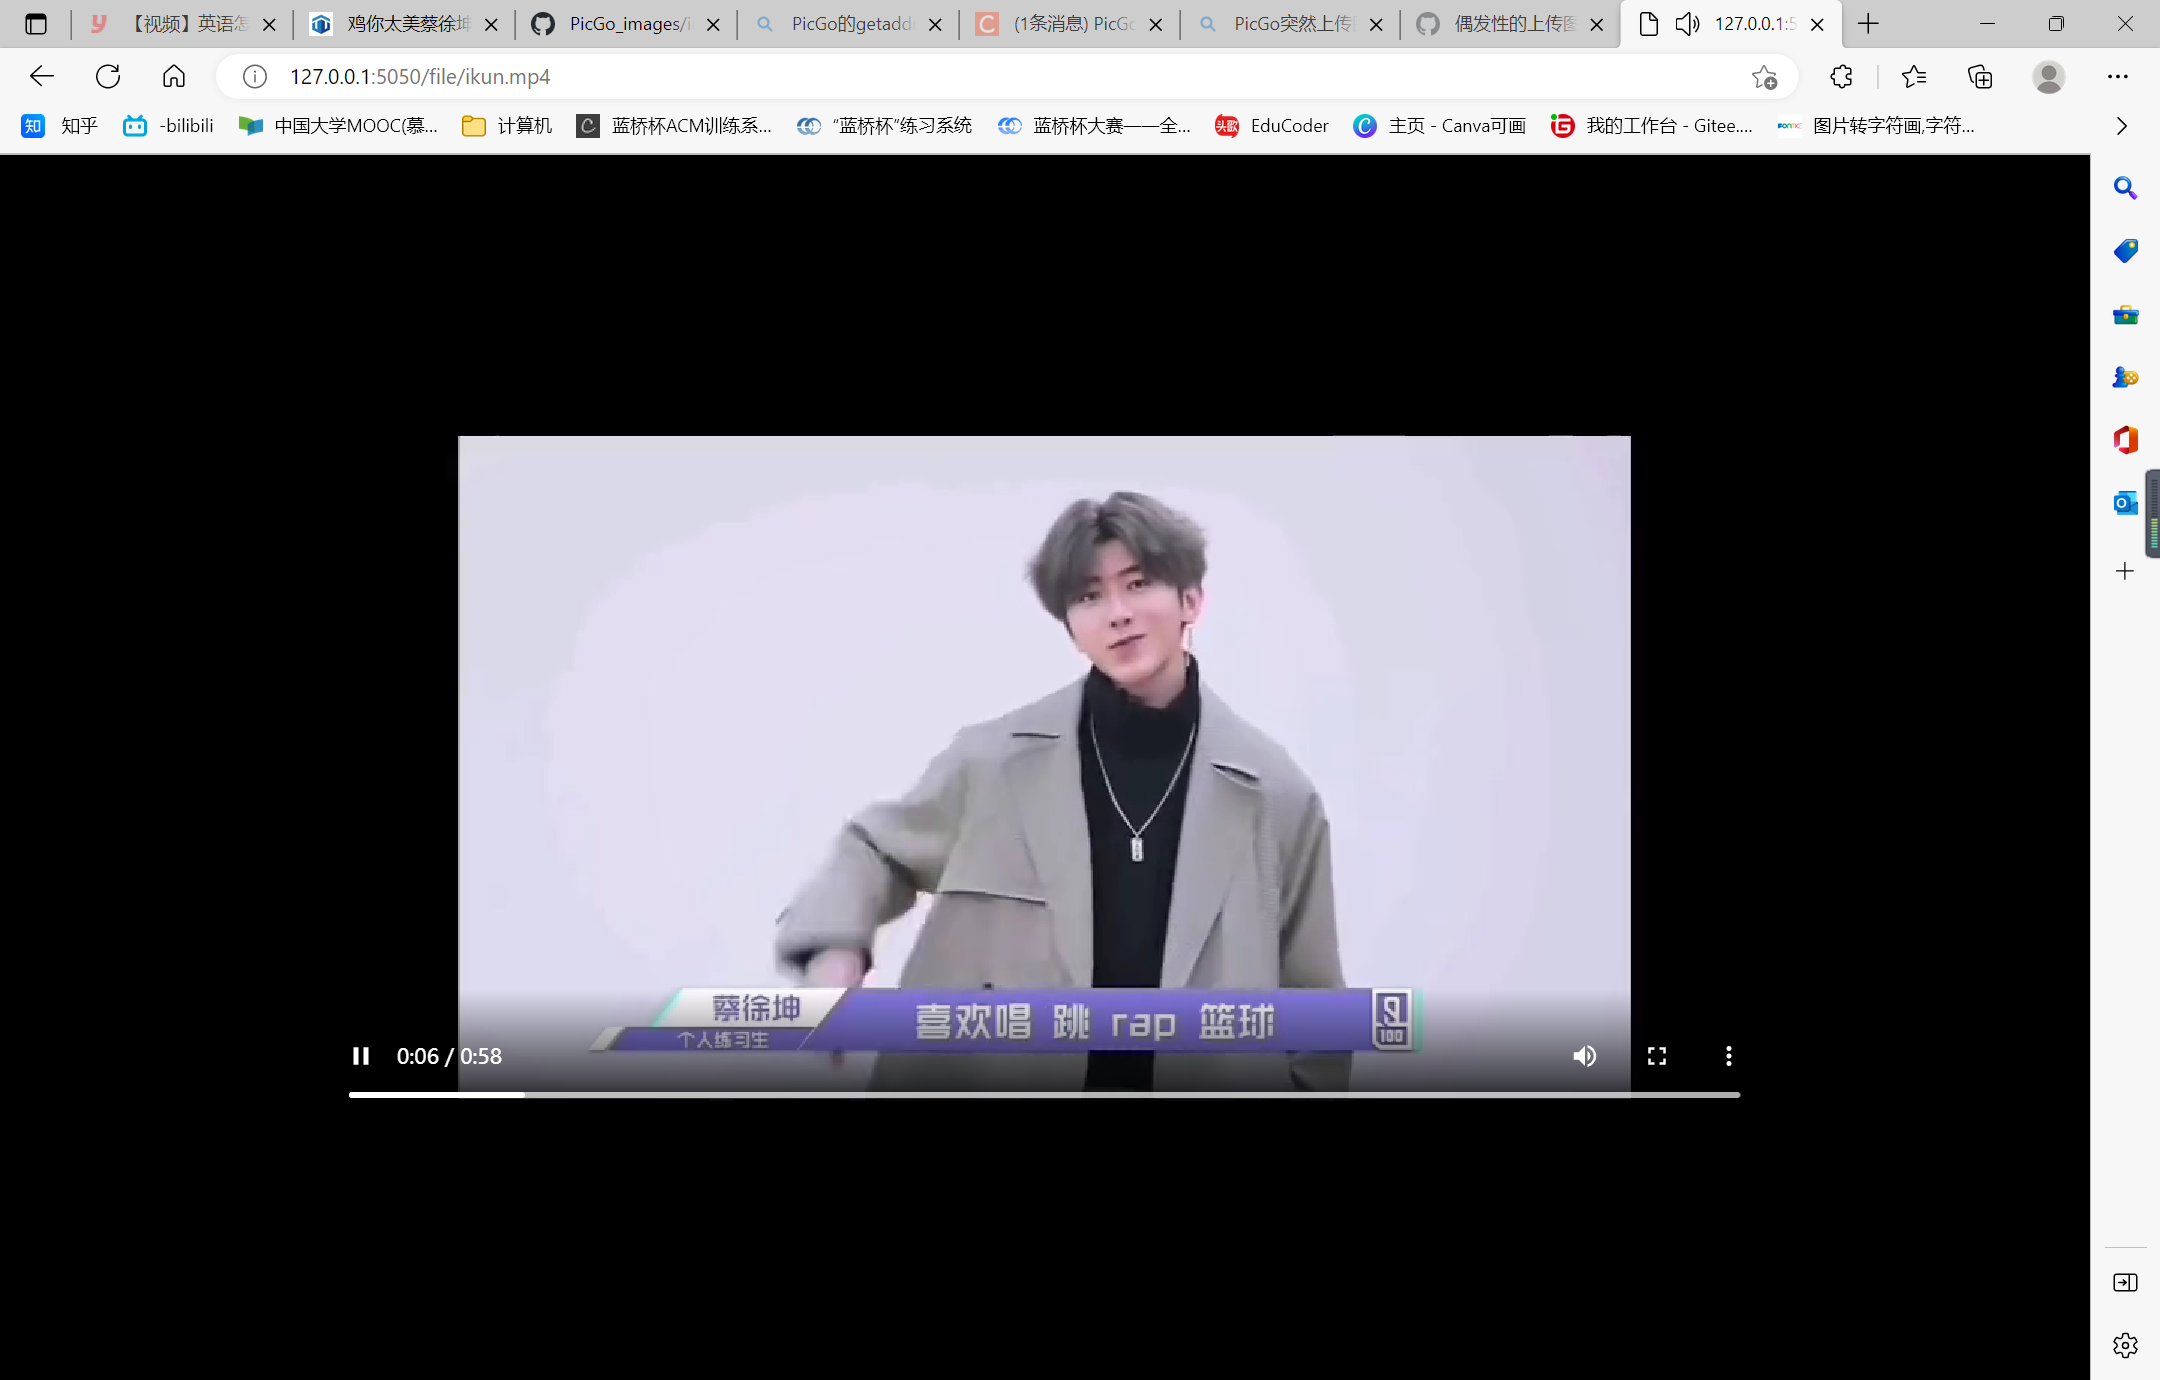 【视频】英语怎
鸡你太美蔡徐坤
PicGo_images/i
PicGo的getadd
(1条消息) PicGo
PicGo突然上传
偶发性的上传图
127.0.0.1:5
127.0.0.1:5050/file/ikun.mp4
知 知乎
-bilibili
中国大学MOOC(慕...
计算机
蓝桥杯ACM训练系...
“蓝桥杯”练习系统
蓝桥杯大赛——全...
头歌 EduCoder
主页 - Canva可画
我的工作台 - Gitee....
图片转字符画,字符...
蔡徐坤
个人练习生
喜欢唱 跳 rap 篮球
100
0:06 / 0:58